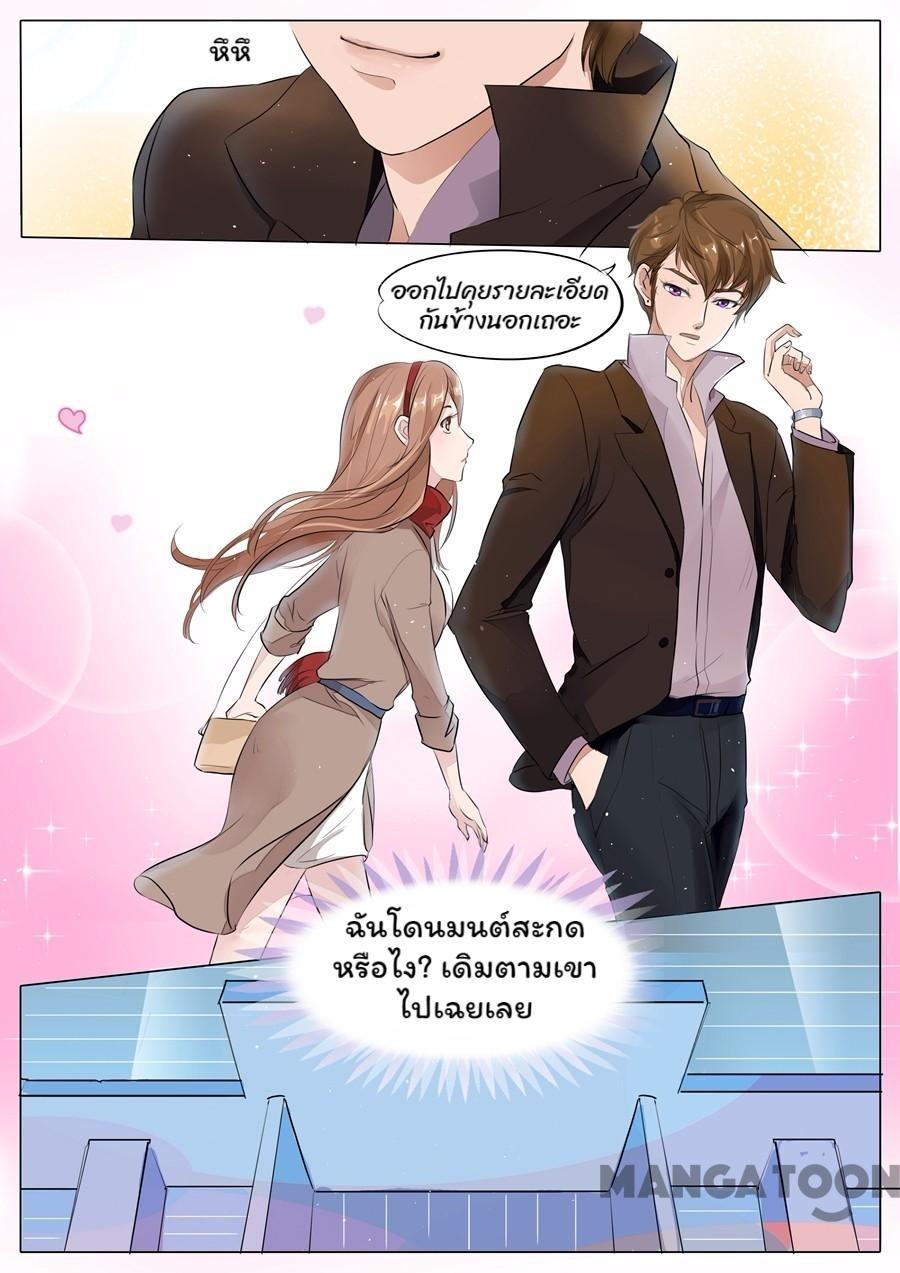 หึหึ
ออกไปคุยรายละเอียด
กันข้างนอกเถอะ
ฉันโดนมนต์สะกด
หรือไง? เดิมตามเขา
ไปเฉยเลย
MANGATOON